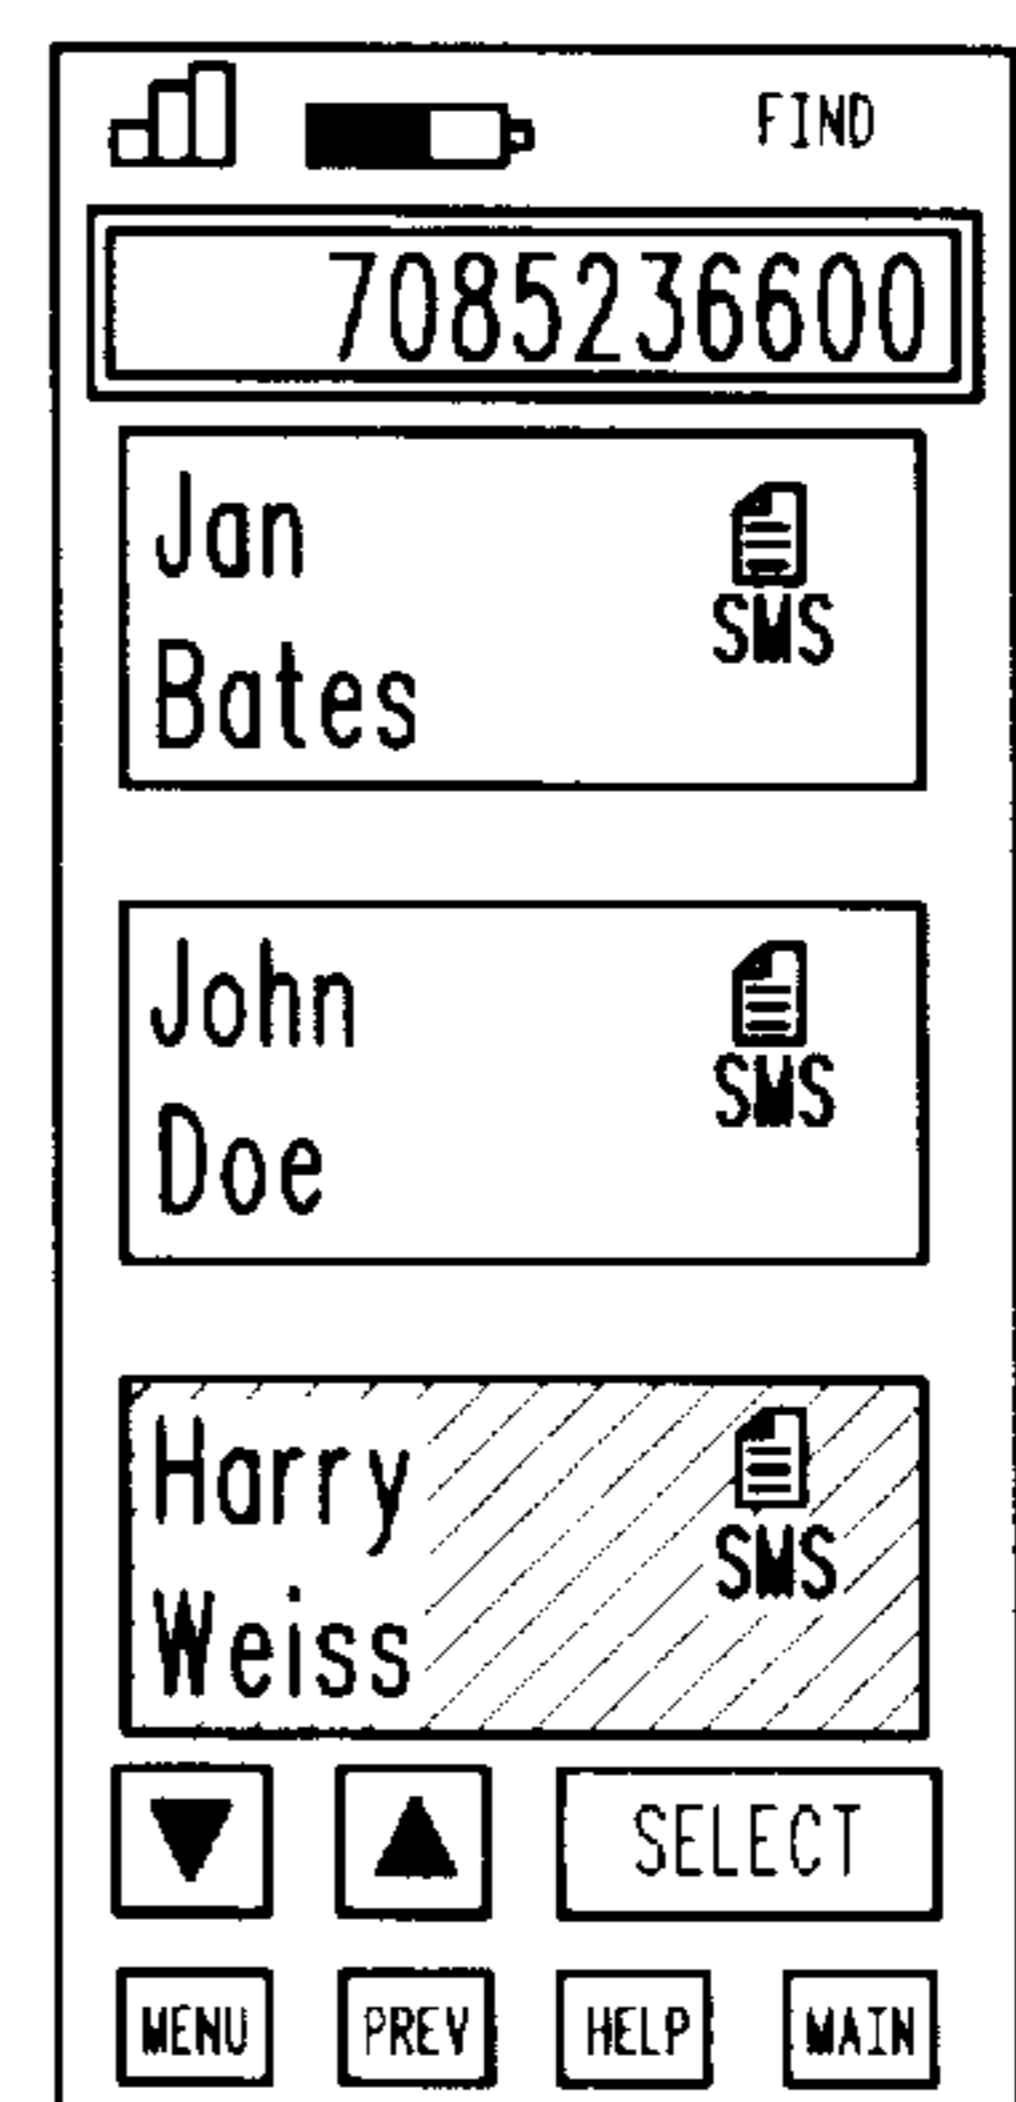 FIND
7085236600
Jan
SMS
Bates
John
SMS
Doe
Harry
SMS
Weiss
SELECT
MENU PREV HELP MAIN